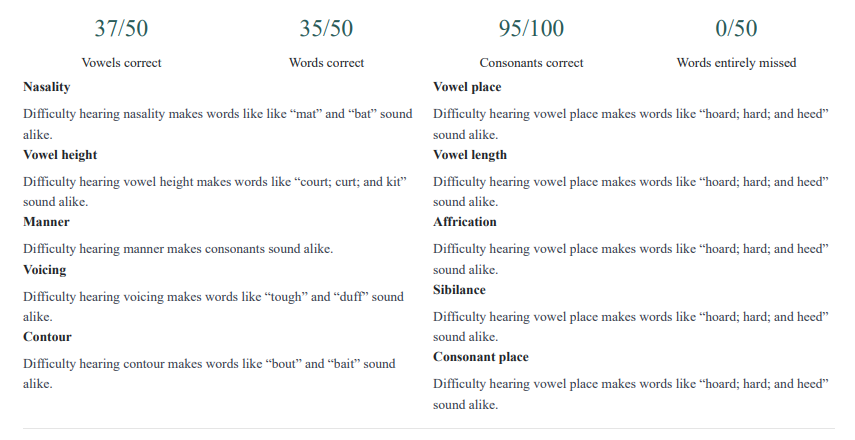 37/50 35/50 95/100 0/50
Vowels correct Words correct Consonants correct Words entirely missed
Nasality
Difficulty hearing nasality makes words like like “mat” and “bat” sound
alike.
Vowel height
Difficulty hearing vowel height makes words like “court; curt; and kit”
sound alike.
Manner
Difficulty hearing manner makes consonants sound alike.
Voicing
Difficulty hearing voicing makes words like “tough” and “duff” sound
alike.
Contour
Difficulty hearing contour makes words like “bout” and “bait” sound
alike.
Vowel place
Difficulty hearing vowel place makes words like “hoard; hard; and heed”
sound alike.
Vowel length
Difficulty hearing vowel place makes words like “hoard; hard; and heed”
sound alike.
Affrication
Difficulty hearing vowel place makes words like “hoard; hard; and heed”
sound alike.
Sibilance
Difficulty hearing vowel place makes words like “hoard; hard; and heed”
sound alike.
Consonant place
Difficulty hearing vowel place makes words like “hoard; hard; and heed”
sound alike.